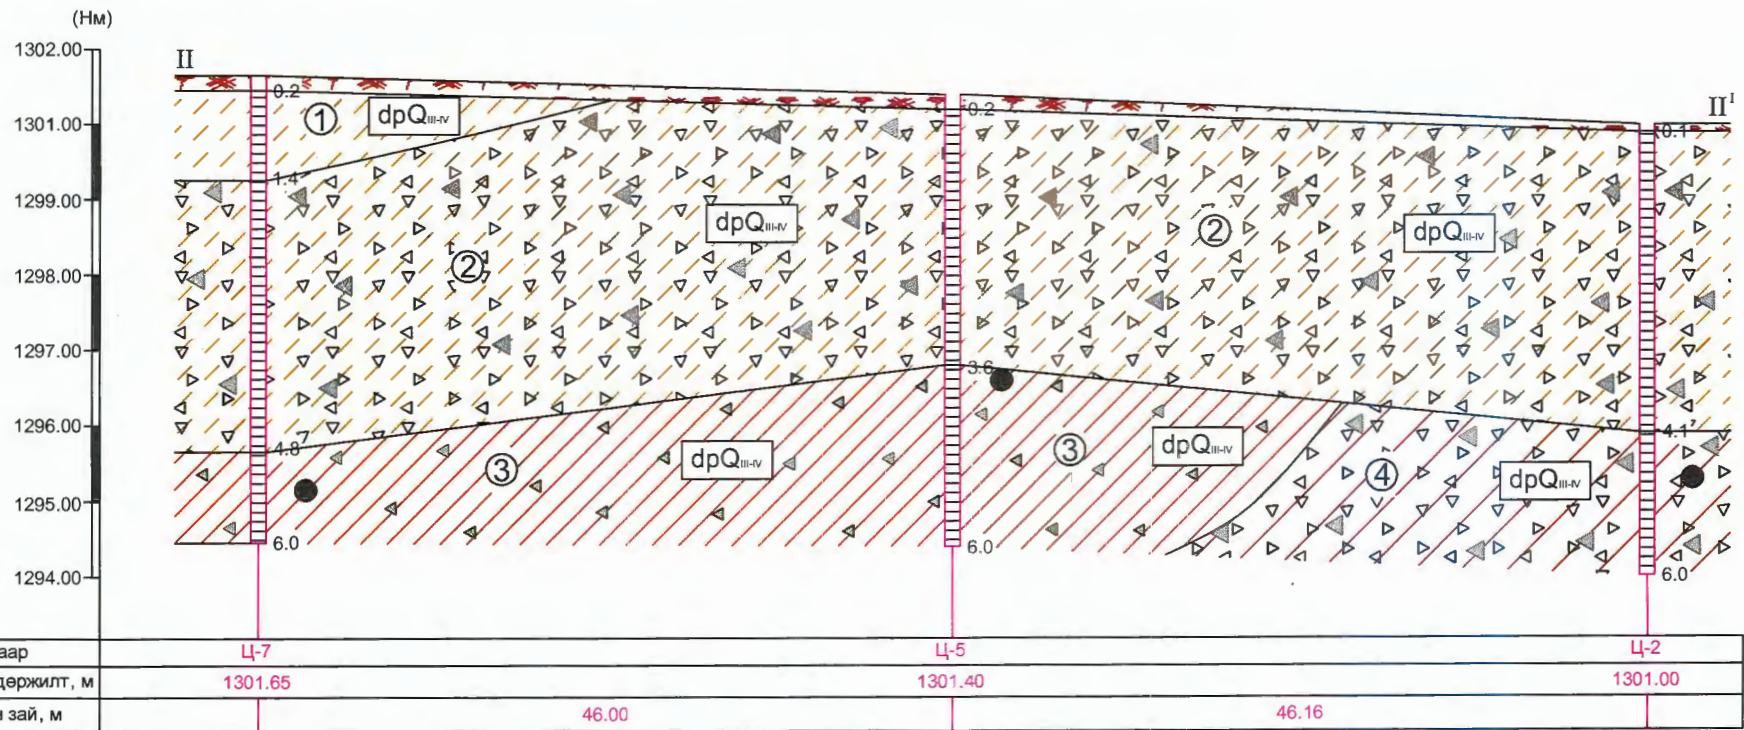 (Нм)
1302.00
1301.00
1299.00
1298.00
1297.00
1296.00
1295.00
1294.00
II
II¹
0.2
1
dpQIII-IV
1.4
2
dpQIII-IV
4.8
3
dpQIII-IV
6.0
0.2
2
dpQIII-IV
3.6
3
dpQIII-IV
4
dpQIII-IV
6.0
0.1
4.1
6.0
аар Ц-7 Ц-5 Ц-2
держилт, м 1301.65 1301.40 1301.00
зай, м 46.00 46.16